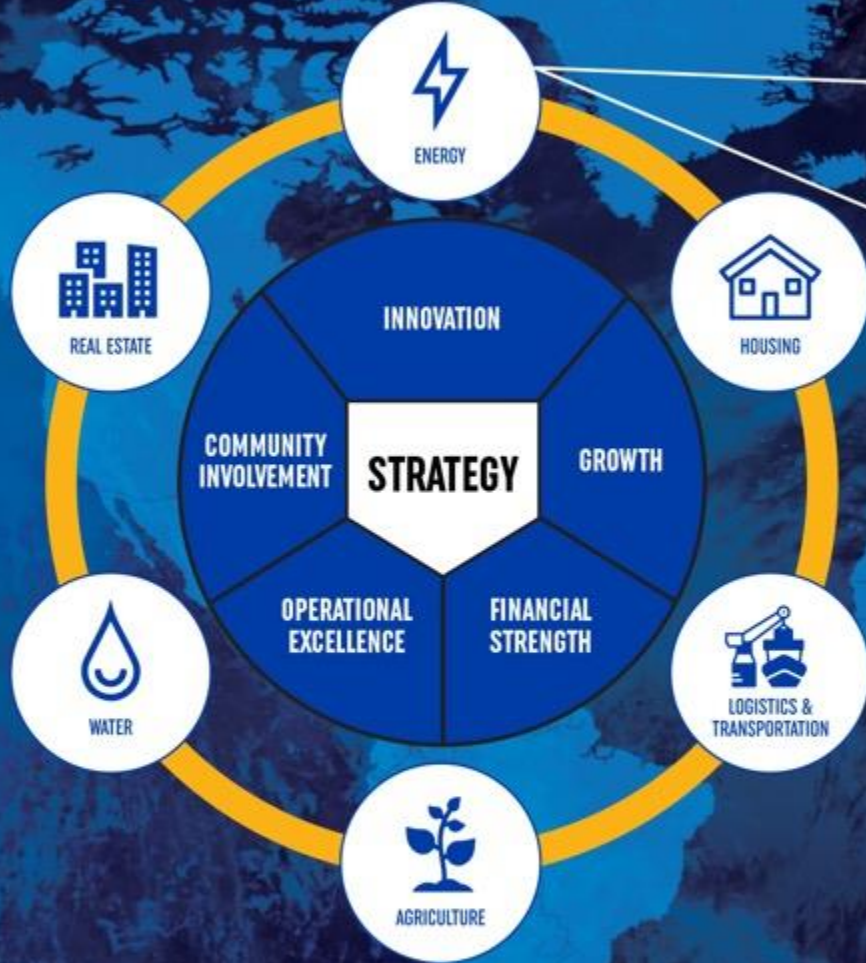 ENERGY
REAL ESTATE
HOUSING
INNOVATION
COMMUNITY
INVOLVEMENT
STRATEGY
GROWTH
OPERATIONAL
EXCELLENCE
FINANCIAL
STRENGTH
WATER
LOGISTICS &
TRANSPORTATION
AGRICULTURE